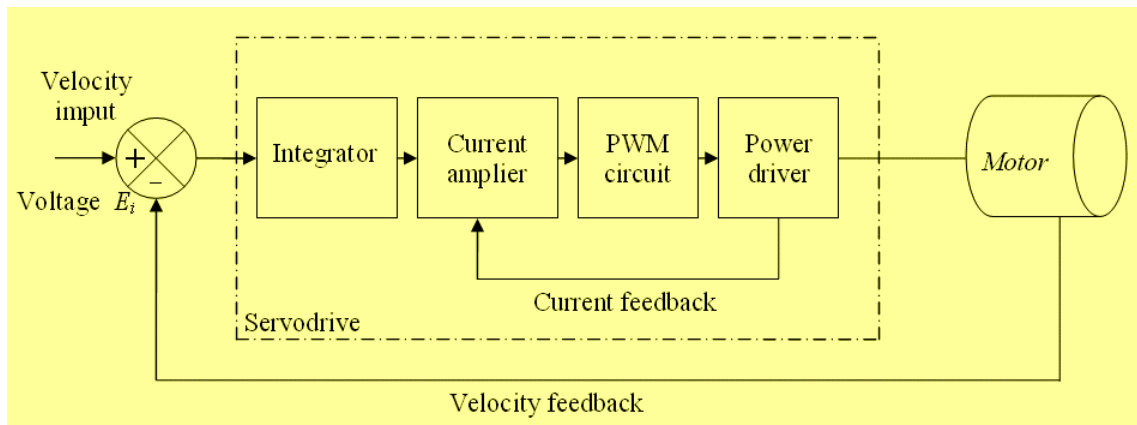 Velocity
imput
+
−
Voltage E_i
Integrator
Current
amplier
PWM
circuit
Power
driver
Motor
Current feedback
Servodrive
Velocity feedback